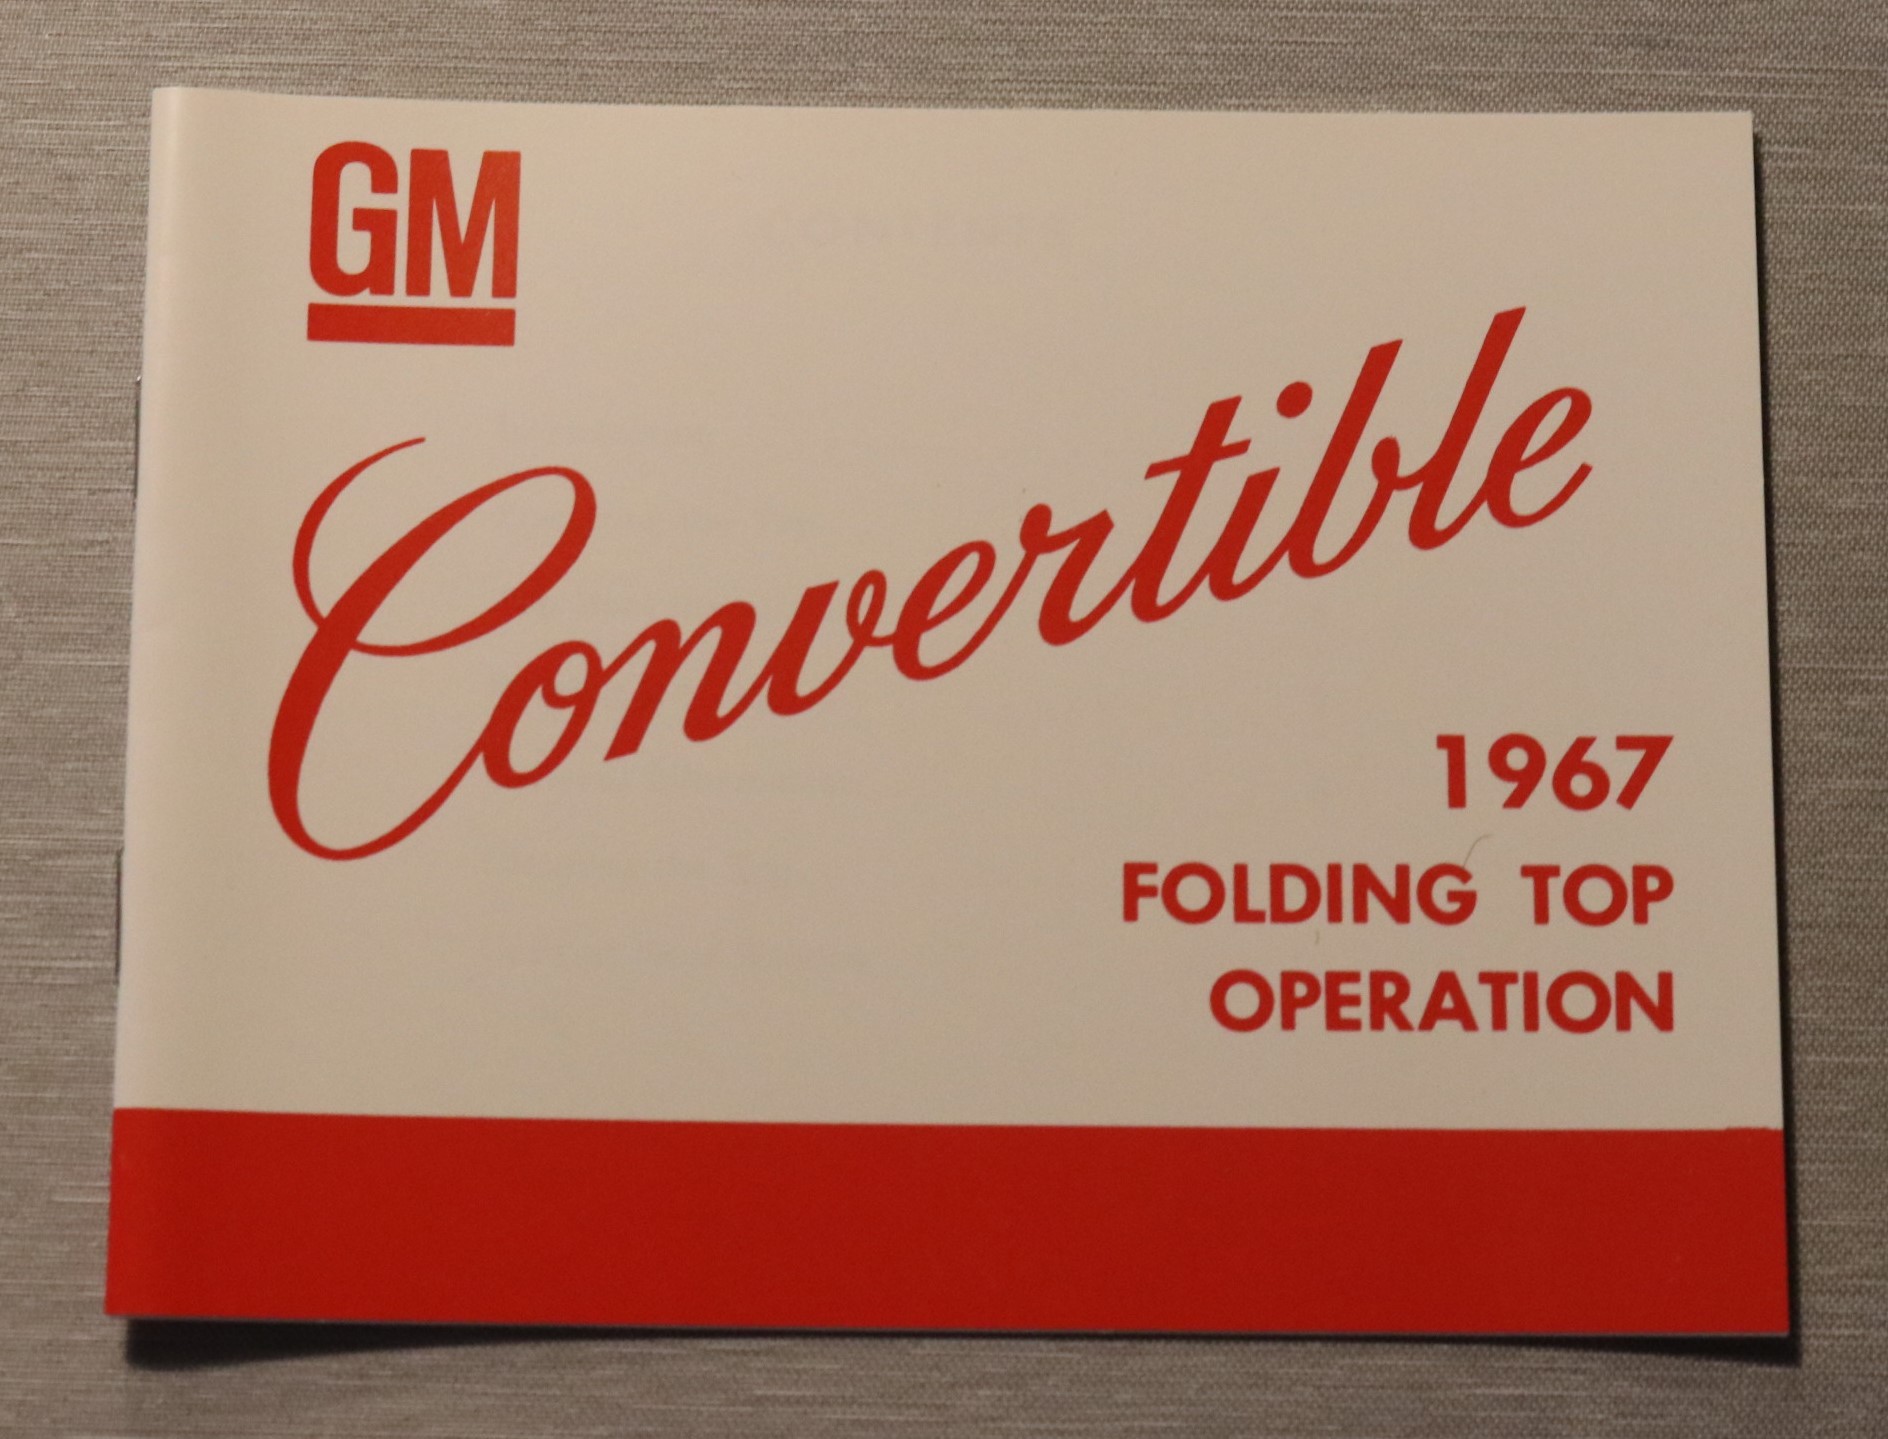 GM
Convertible
1967
FOLDING TOP
OPERATION